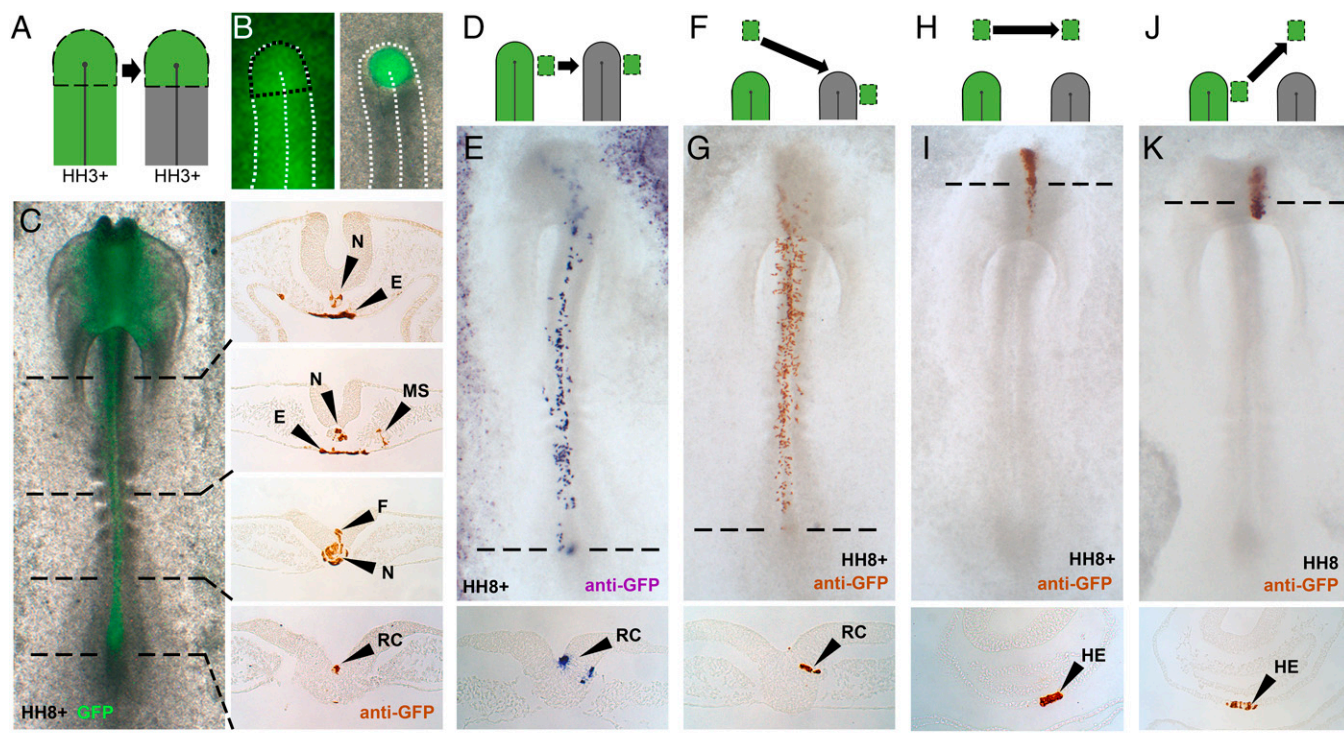 A
HH3+ HH3+
B
C
HH8+ GFP
N
E
N
MS
E
F
N
RC
anti-GFP
D
E
HH8+ anti-GFP
RC
F
G
HH8+
anti-GFP
RC
H
I
HH8+
anti-GFP
HE
J
K
HH8
anti-GFP
HE